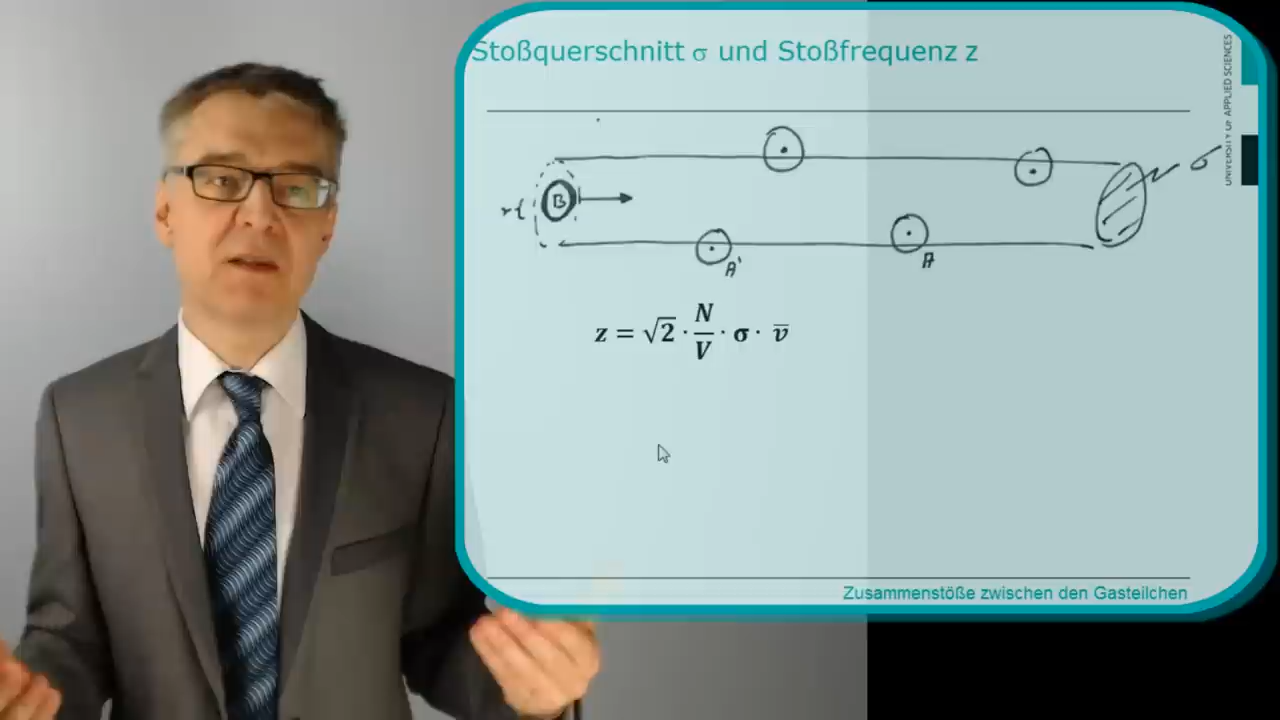 Stoßquerschnitt σ und Stoßfrequenz z
UNIVERSITY OF APPLIED SCIENCES
σ
B
r
A'
A
z = √2 · N/V · σ · v̅
Zusammenstöße zwischen den Gasteilchen